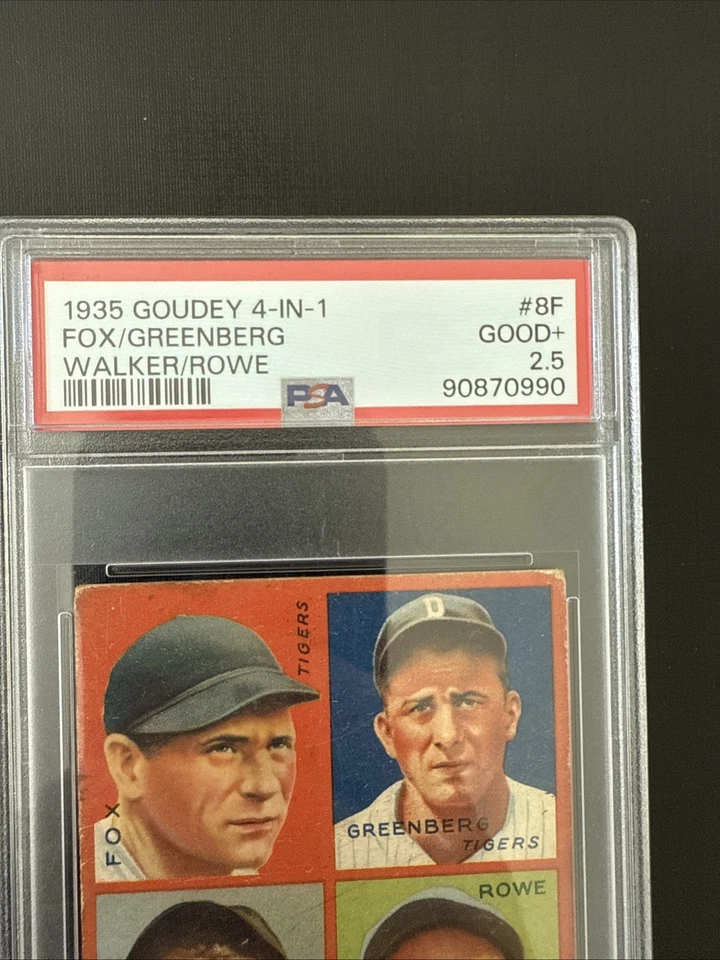 1935 GOUDEY 4-IN-1
#8F
FOX/GREENBERG
GOOD+
WALKER/ROWE
2.5
PSA
90870990
TIGERS
D
FOX
GREENBERG
TIGERS
ROWE